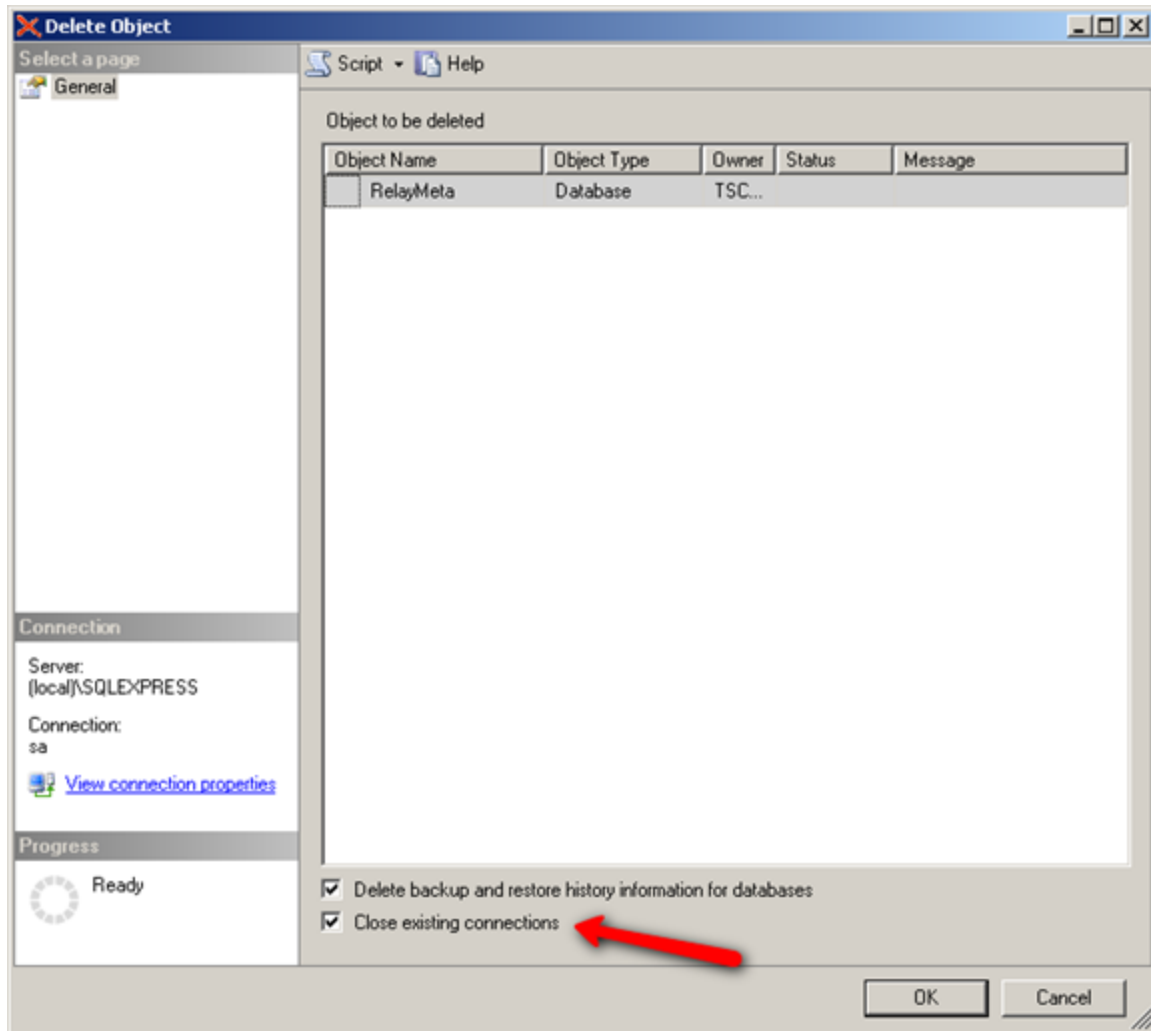 Delete Object
Select a page
General
Script Help
Object to be deleted
Object Name Object Type Owner Status Message
RelayMeta Database TSC...
Connection
Server:
(local)\SQLEXPRESS
Connection:
sa
View connection properties
Progress
Ready
Delete backup and restore history information for databases
Close existing connections
OK Cancel